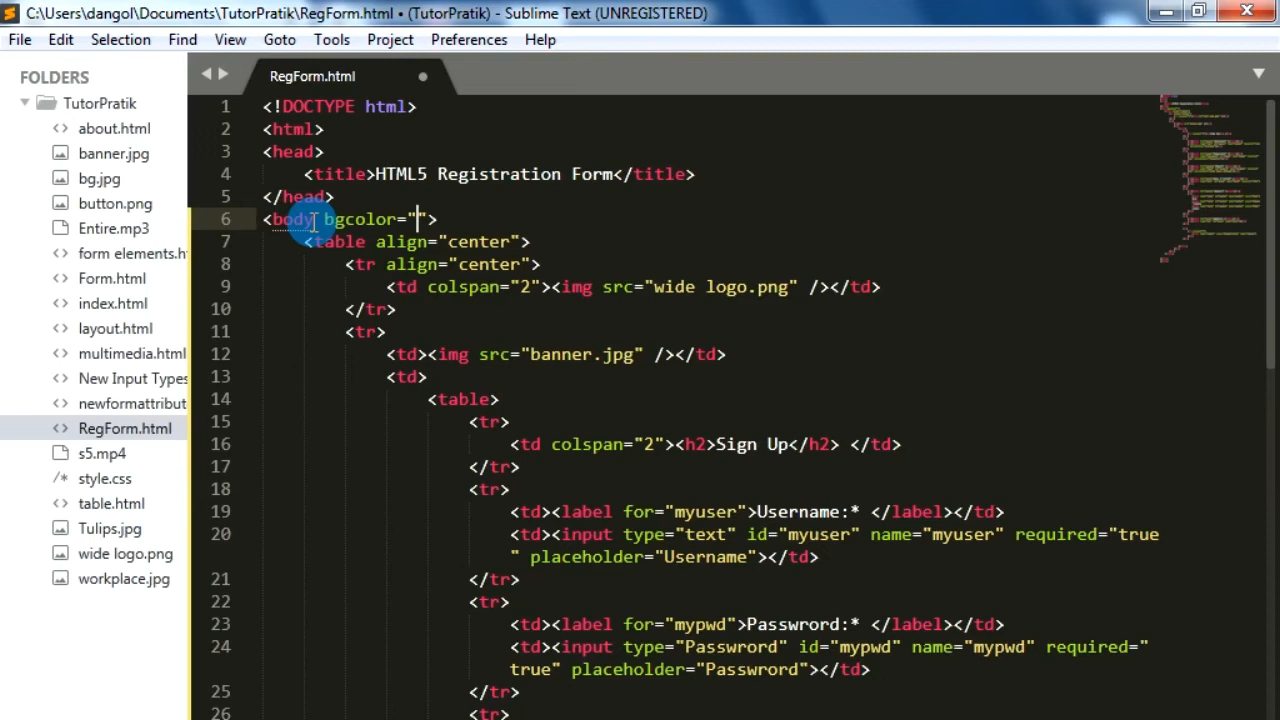 C:\Users\dangol\Documents\TutorPratik\RegForm.html • (TutorPratik) - Sublime Text (UNREGISTERED)
File Edit Selection Find View Goto Tools Project Preferences Help
FOLDERS
TutorPratik
<> about.html
banner.jpg
bg.jpg
button.png
Entire.mp3
<> form elements.h
<> Form.html
<> index.html
<> layout.html
<> multimedia.html
<> New Input Types
<> newformattribut
<> RegForm.html
s5.mp4
/* style.css
<> table.html
Tulips.jpg
wide logo.png
workplace.jpg
RegForm.html
1 <!DOCTYPE html>
2 <html>
3 <head>
4 <title>HTML5 Registration Form</title>
5 </head>
6 <body bgcolor="">
7 <table align="center">
8 <tr align="center">
9 <td colspan="2"><img src="wide logo.png" /></td>
10 </tr>
11 <tr>
12 <td><img src="banner.jpg" /></td>
13 <td>
14 <table>
15 <tr>
16 <td colspan="2"><h2>Sign Up</h2> </td>
17 </tr>
18 <tr>
19 <td><label for="myuser">Username:* </label></td>
20 <td><input type="text" id="myuser" name="myuser" required="true
" placeholder="Username"></td>
21 </tr>
22 <tr>
23 <td><label for="mypwd">Passwrord:* </label></td>
24 <td><input type="Passwrord" id="mypwd" name="mypwd" required="
true" placeholder="Passwrord"></td>
25 </tr>
26 <tr>